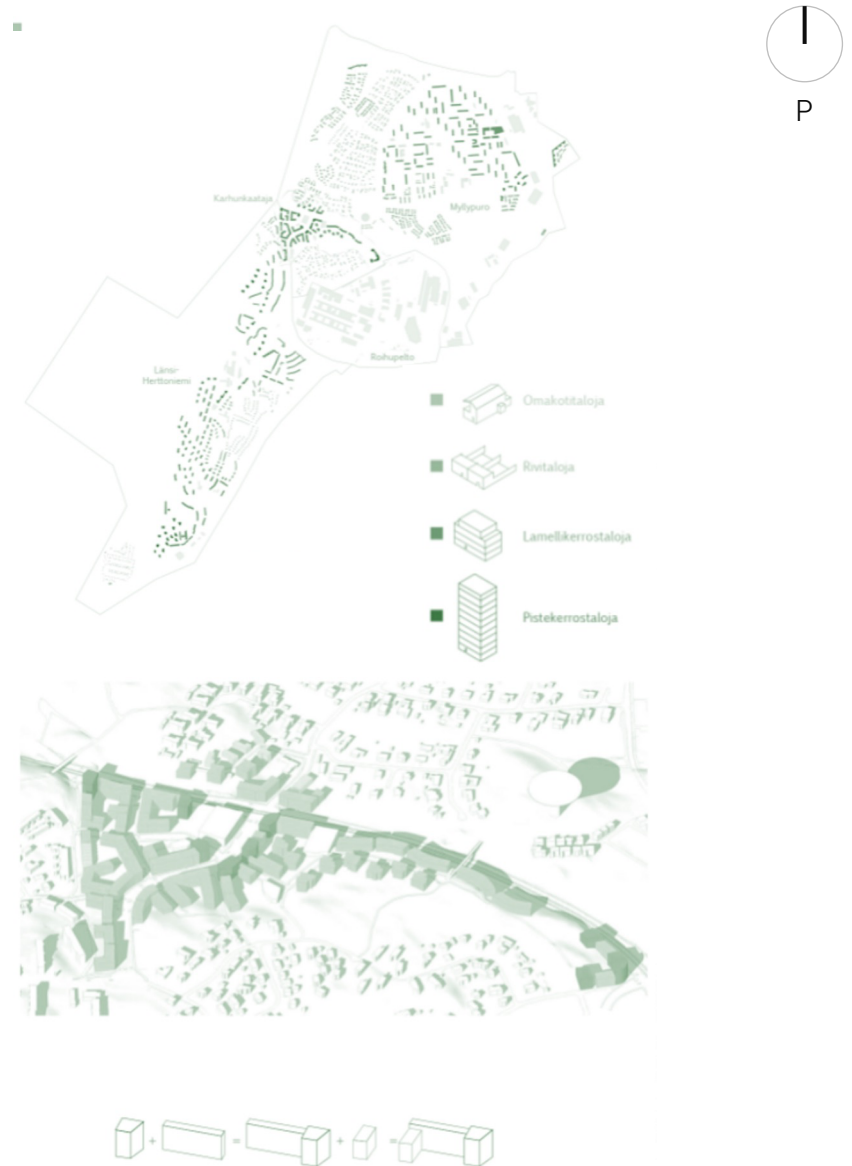 P
Karhunkaataja
Myllypuro
Roihupelto
Länsi-
Herttoniemi
Omakotitaloja
Rivitaloja
Lamellikerrostaloja
Pistekerrostaloja
+ = + =